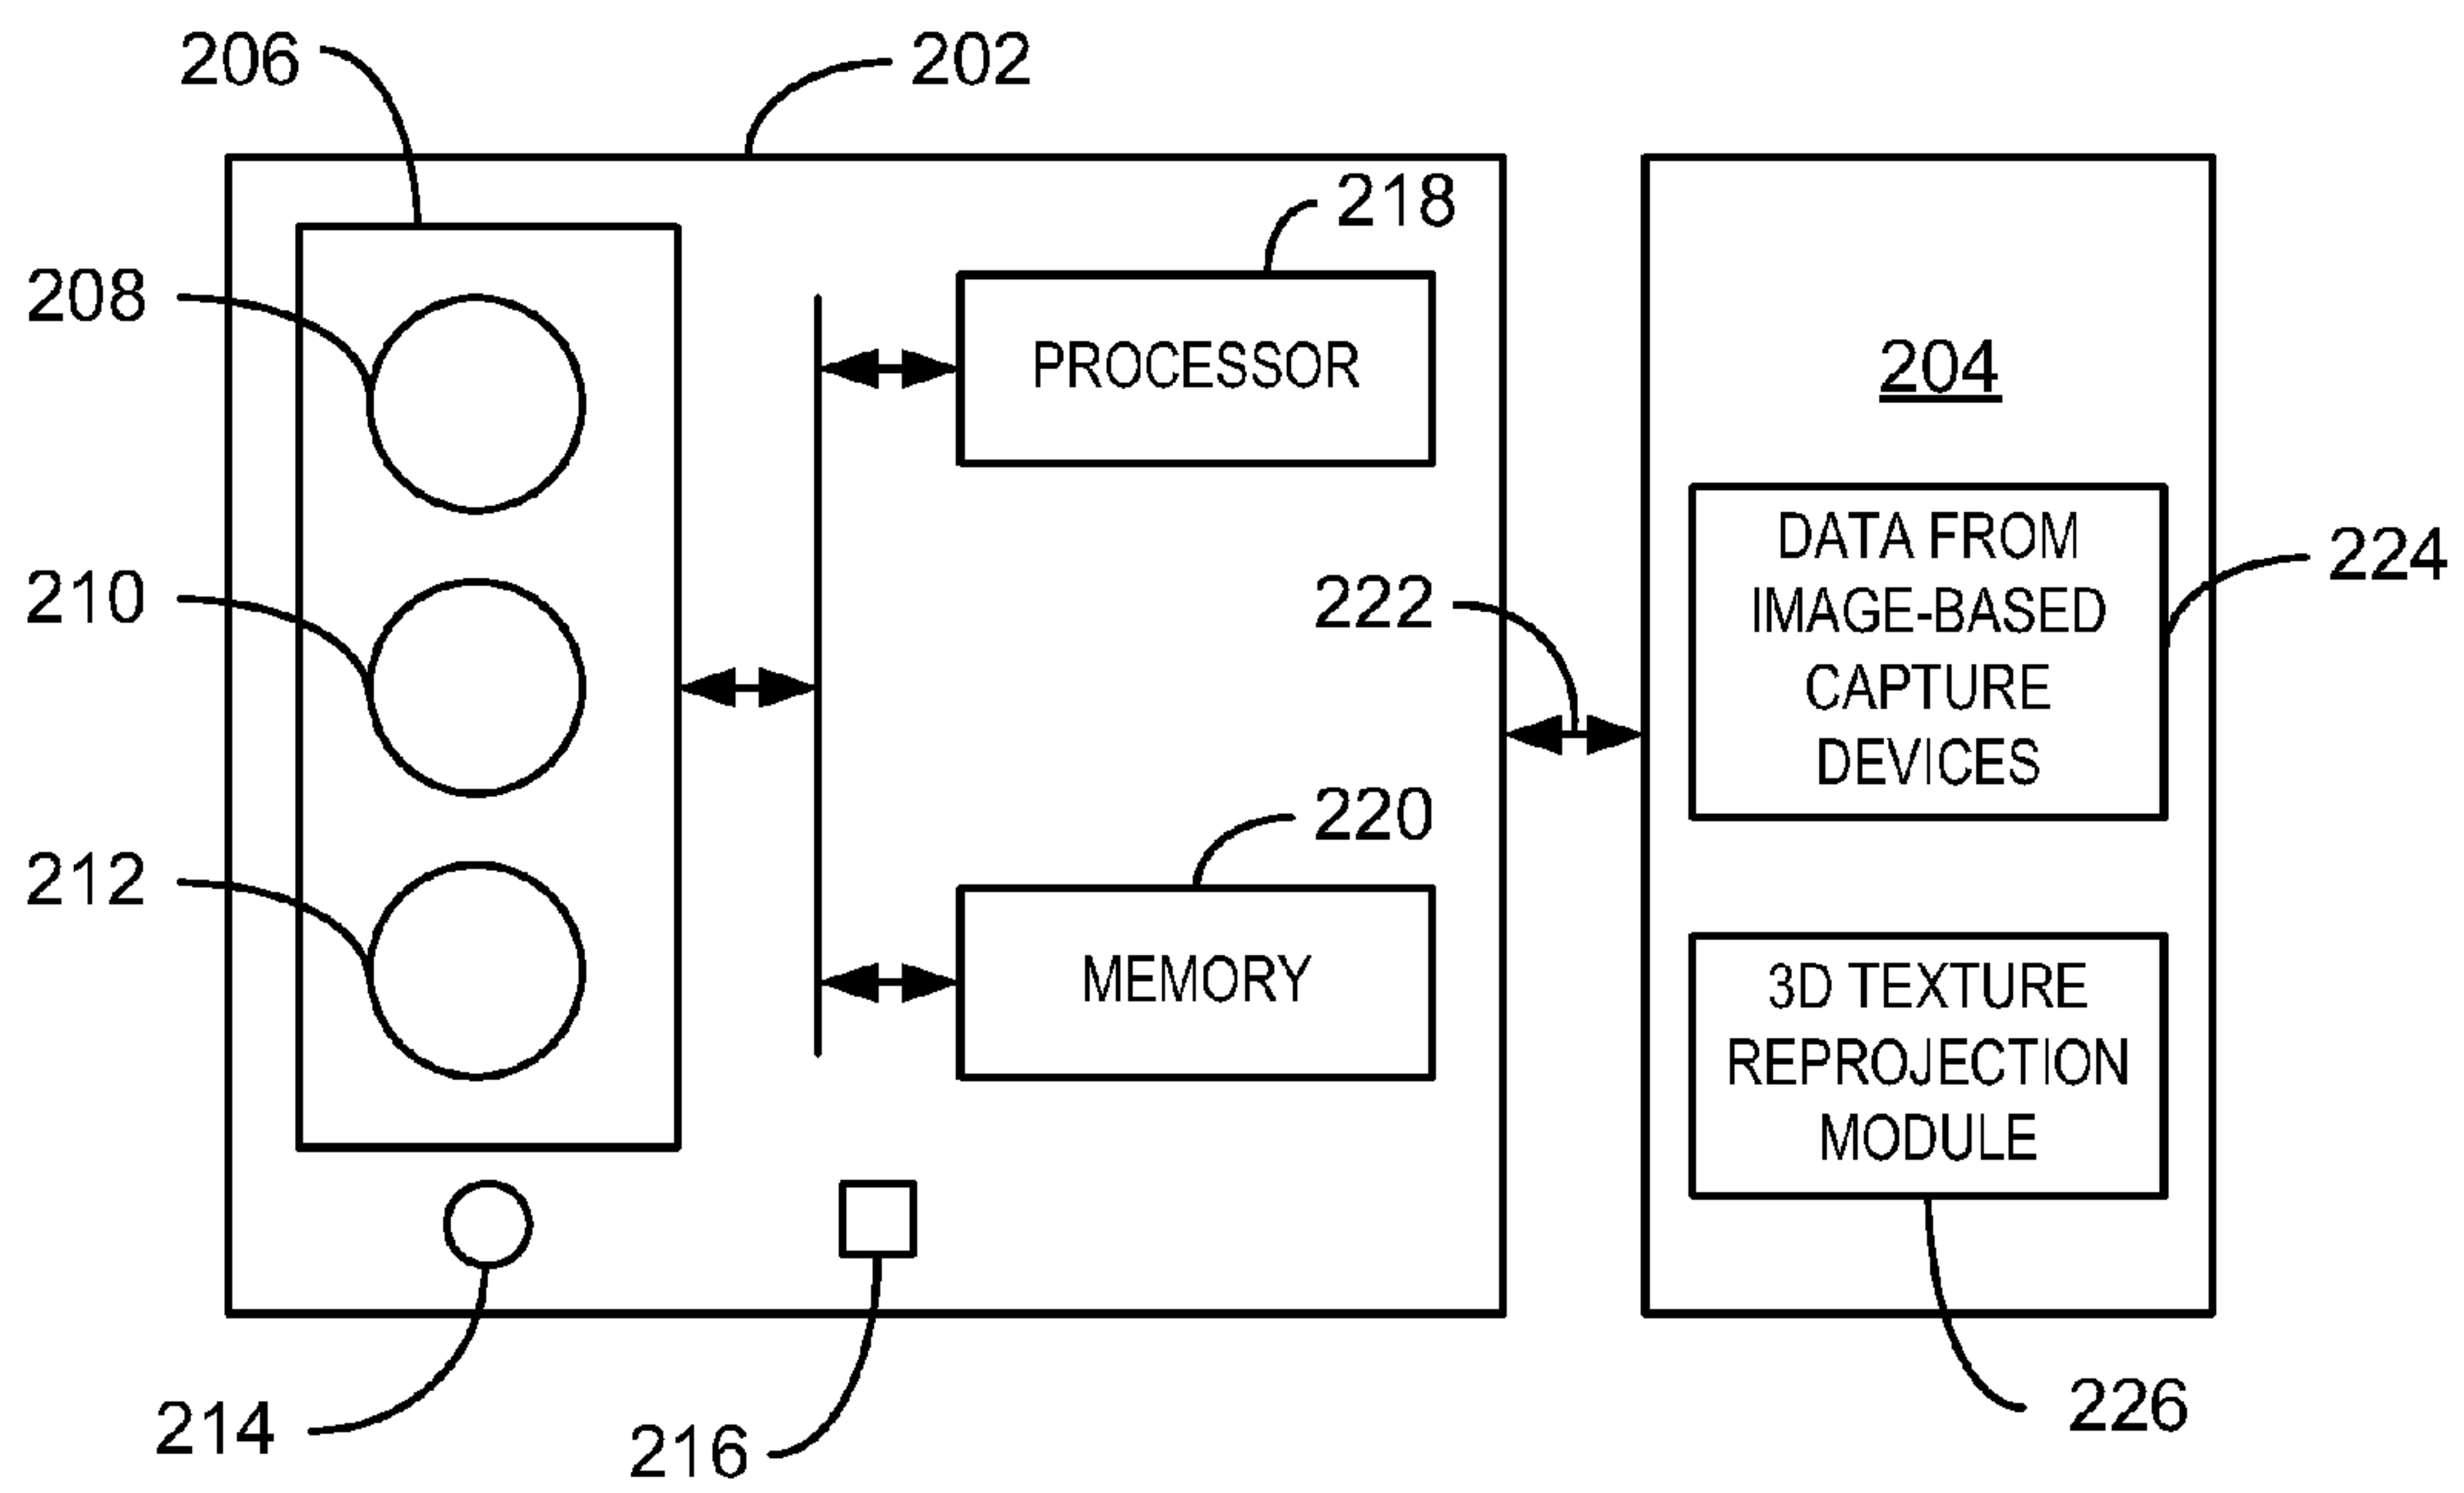 206
202
218
208
PROCESSOR
204
DATA FROM
IMAGE-BASED
CAPTURE
DEVICES
224
210
222
220
212
MEMORY
3D TEXTURE
REPROJECTION
MODULE
214
216
226